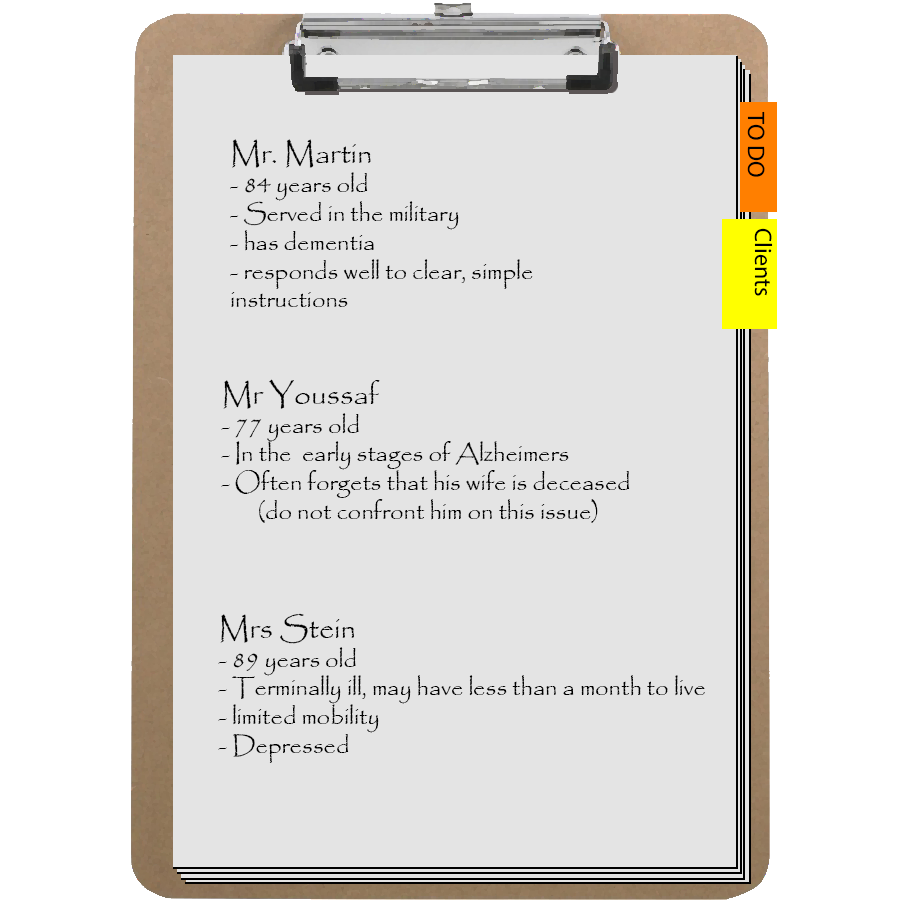 Mr. Martin
- 84 years old
- Served in the military
- has dementia
- responds well to clear, simple
instructions
Mr Youssaf
- 77 years old
- In the early stages of Alzheimers
- Often forgets that his wife is deceased
(do not confront him on this issue)
Mrs Stein
- 89 years old
- Terminally ill, may have less than a month to live
- limited mobility
- Depressed
TO DO
Clients